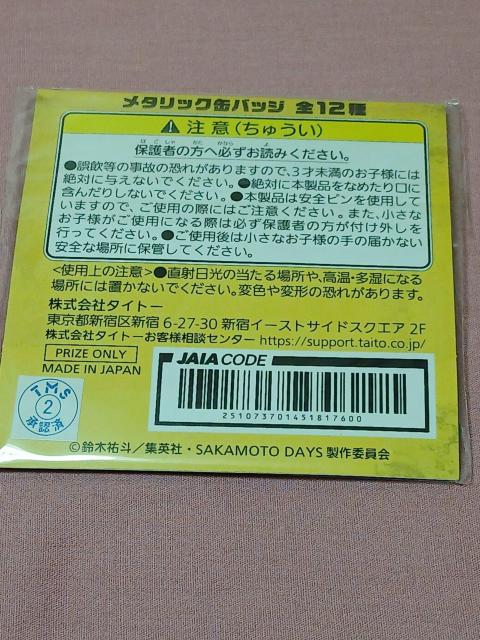 メタリック缶バッジ 全12種
⚠注意(ちゅうい)
保護者の方へ必ずお読みください。
●誤飲等の事故の恐れがありますので、3才未満のお子様には
絶対に与えないでください。●絶対に本製品をなめたり口に
含んだりしないでください。●本製品は安全ピンを使用して
いますので、ご使用の際にはご注意ください。また、小さな
お子様がご使用になる際は必ず保護者の方が付け外しを
行ってください。●ご使用後は小さなお子様の手の届かない
安全な場所に保管してください。
<使用上の注意>●直射日光の当たる場所や、高温・多湿になる
場所には置かないでください。変色や変形の恐れがあります。
株式会社タイトー
東京都新宿区新宿 6-27-30 新宿イーストサイドスクエア 2F
株式会社タイトーお客様相談センター https://support.taito.co.jp/
PRIZE ONLY
MADE IN JAPAN
JAIA CODE
251073701451817600
TMS
2
承認済
©鈴木祐斗/集英社・SAKAMOTO DAYS 製作委員会